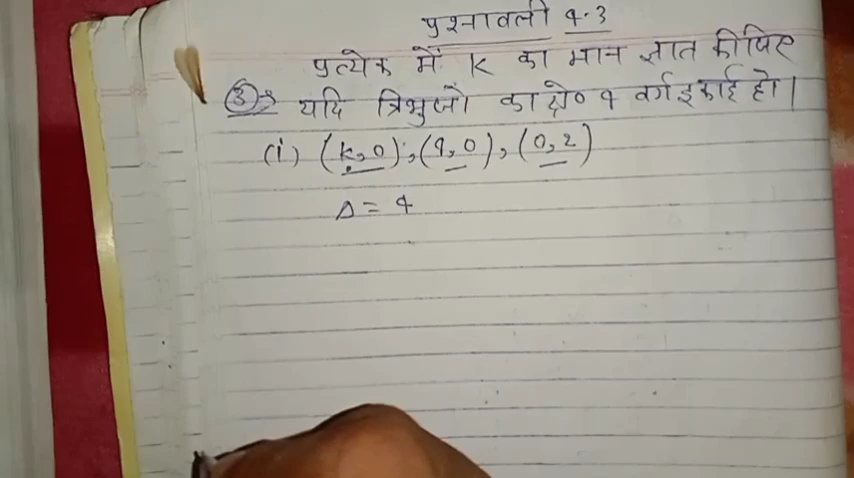 प्रश्नावली 4.3
प्रत्येक में K का मान ज्ञात कीजिए
③→ यदि त्रिभुजों का क्षे० 4 वर्ग इकाई हो।
(i) (k,0), (4,0), (0,2)
Δ = 4